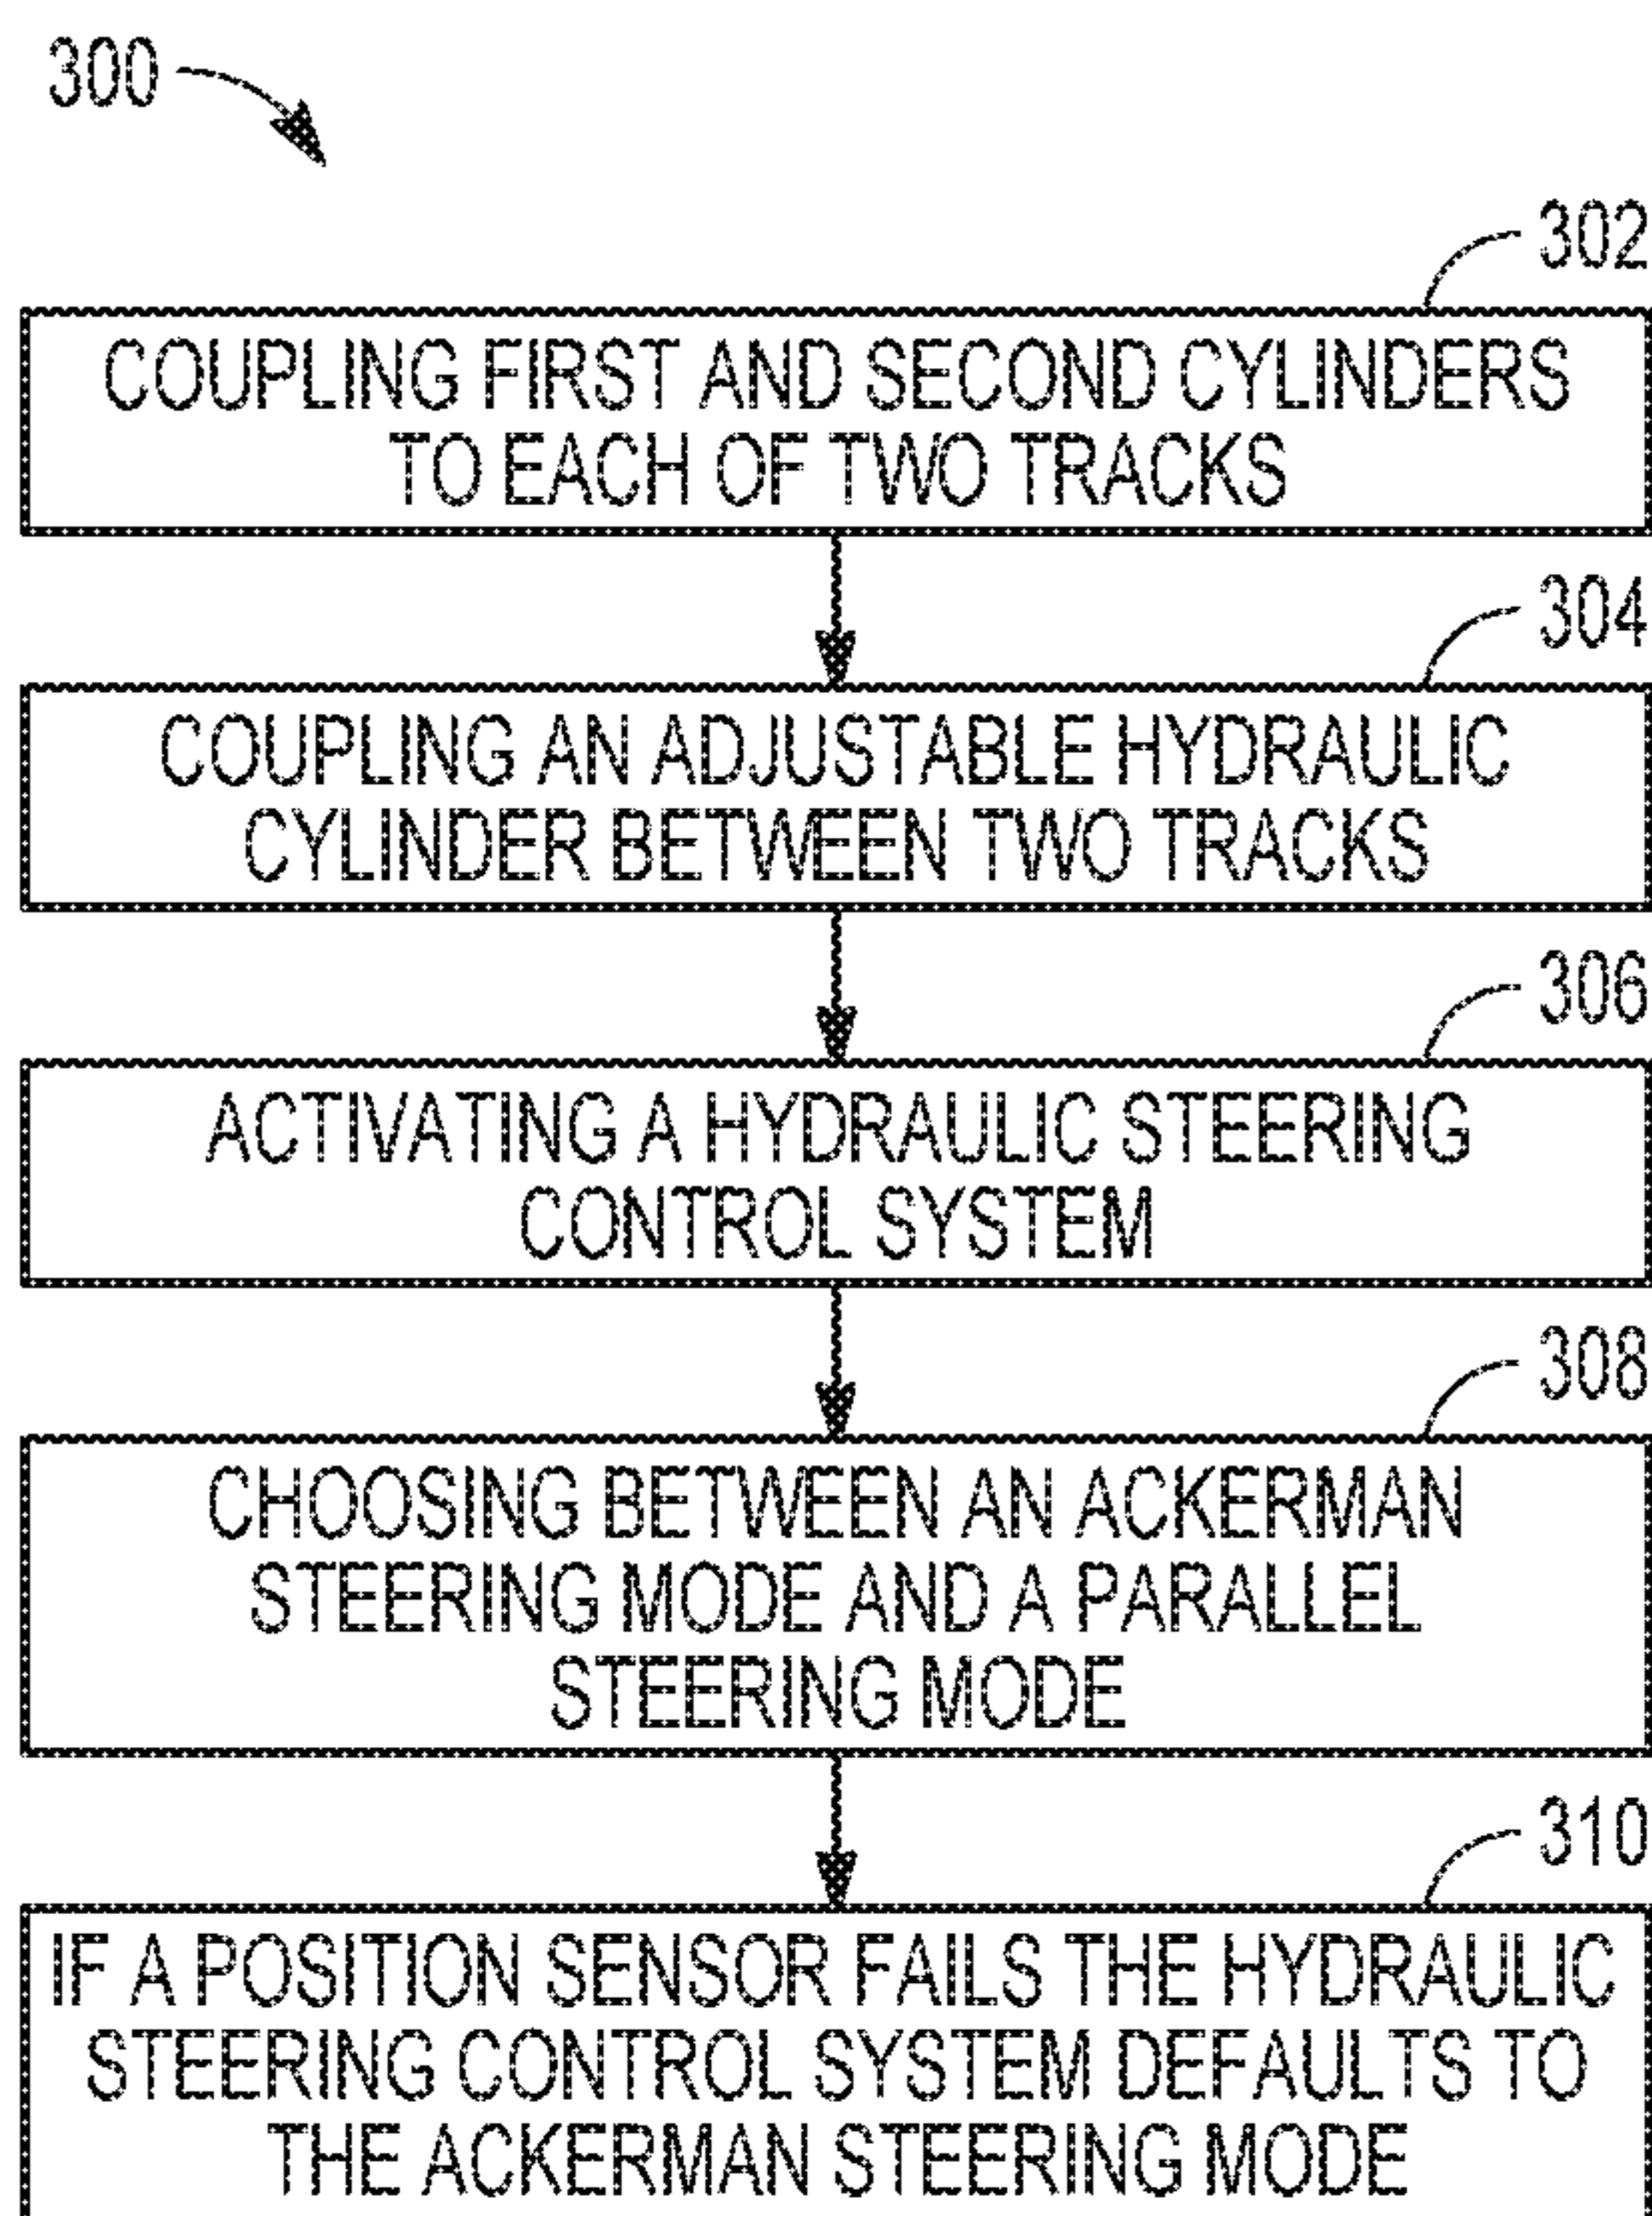 300
302
COUPLING FIRST AND SECOND CYLINDERS
TO EACH OF TWO TRACKS
304
COUPLING AN ADJUSTABLE HYDRAULIC
CYLINDER BETWEEN TWO TRACKS
306
ACTIVATING A HYDRAULIC STEERING
CONTROL SYSTEM
308
CHOOSING BETWEEN AN ACKERMAN
STEERING MODE AND A PARALLEL
STEERING MODE
310
IF A POSITION SENSOR FAILS THE HYDRAULIC
STEERING CONTROL SYSTEM DEFAULTS TO
THE ACKERMAN STEERING MODE